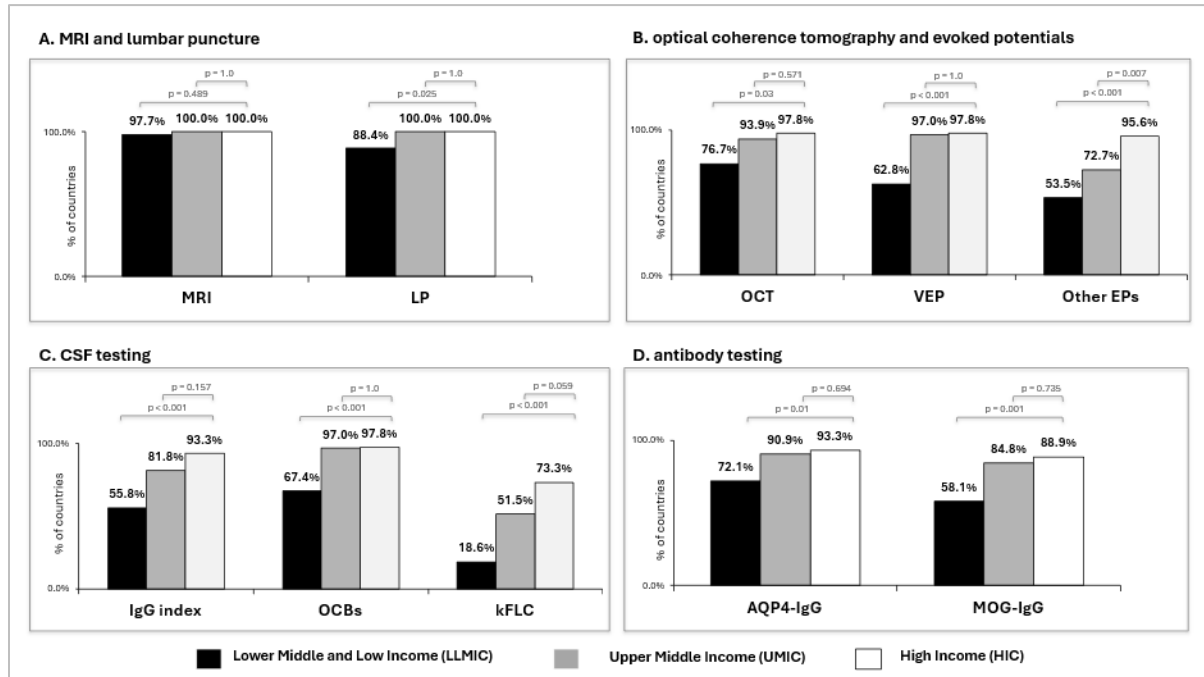 A. MRI and lumbar puncture
p = 1.0
p = 1.0
p = 0.489
p = 0.025
97.7% 100.0% 100.0%
88.4% 100.0% 100.0%
100.0%
% of countries
0.0%
MRI
LP
B. optical coherence tomography and evoked potentials
p = 0.571
p = 1.0
p = 0.007
p = 0.03
p < 0.001
p < 0.001
76.7% 93.9% 97.8%
62.8% 97.0% 97.8%
53.5% 72.7% 95.6%
100.0%
% of countries
0.0%
OCT
VEP
Other EPs
C. CSF testing
p = 0.157
p = 1.0
p = 0.059
p < 0.001
p < 0.001
p < 0.001
55.8% 81.8% 93.3%
67.4% 97.0% 97.8%
18.6% 51.5% 73.3%
100.0%
% of countries
0.0%
IgG index
OCBs
kFLC
D. antibody testing
p = 0.694
p = 0.735
p = 0.01
p = 0.001
72.1% 90.9% 93.3%
58.1% 84.8% 88.9%
100.0%
% of countries
0.0%
AQP4-IgG
MOG-IgG
Lower Middle and Low Income (LLMIC)
Upper Middle Income (UMIC)
High Income (HIC)